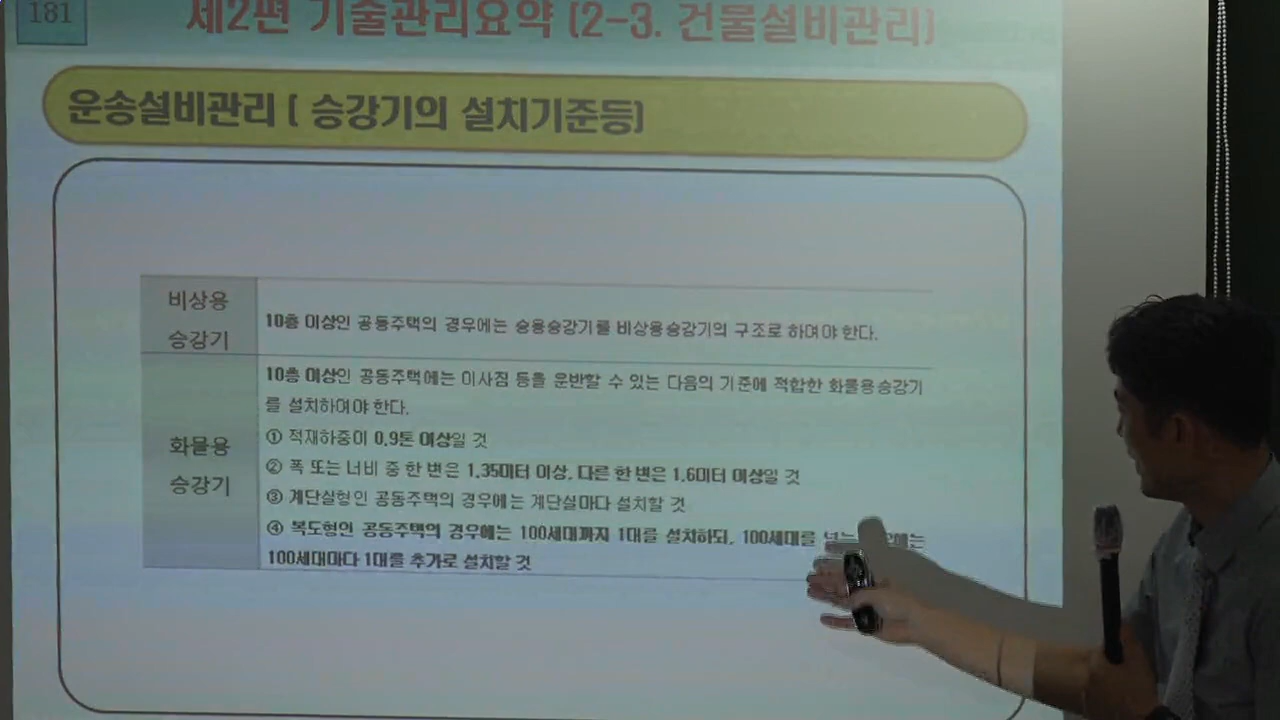 181
제2편 기술관리요약 (2-3. 건물설비관리)
운송설비관리 ( 승강기의 설치기준등)
비상용
승강기
10층 이상인 공동주택의 경우에는 승용승강기를 비상용승강기의 구조로 하여야 한다.
화물용
승강기
10층 이상인 공동주택에는 이사짐 등을 운반할 수 있는 다음의 기준에 적합한 화물용승강기
를 설치하여야 한다.
① 적재하중이 0.9톤 이상일 것
② 폭 또는 너비 중 한 변은 1.35미터 이상, 다른 한 변은 1.6미터 이상일 것
③ 계단실형인 공동주택의 경우에는 계단실마다 설치할 것
④ 복도형인 공동주택의 경우에는 100세대까지 1대를 설치하되, 100세대를
100세대마다 1대를 추가로 설치할 것